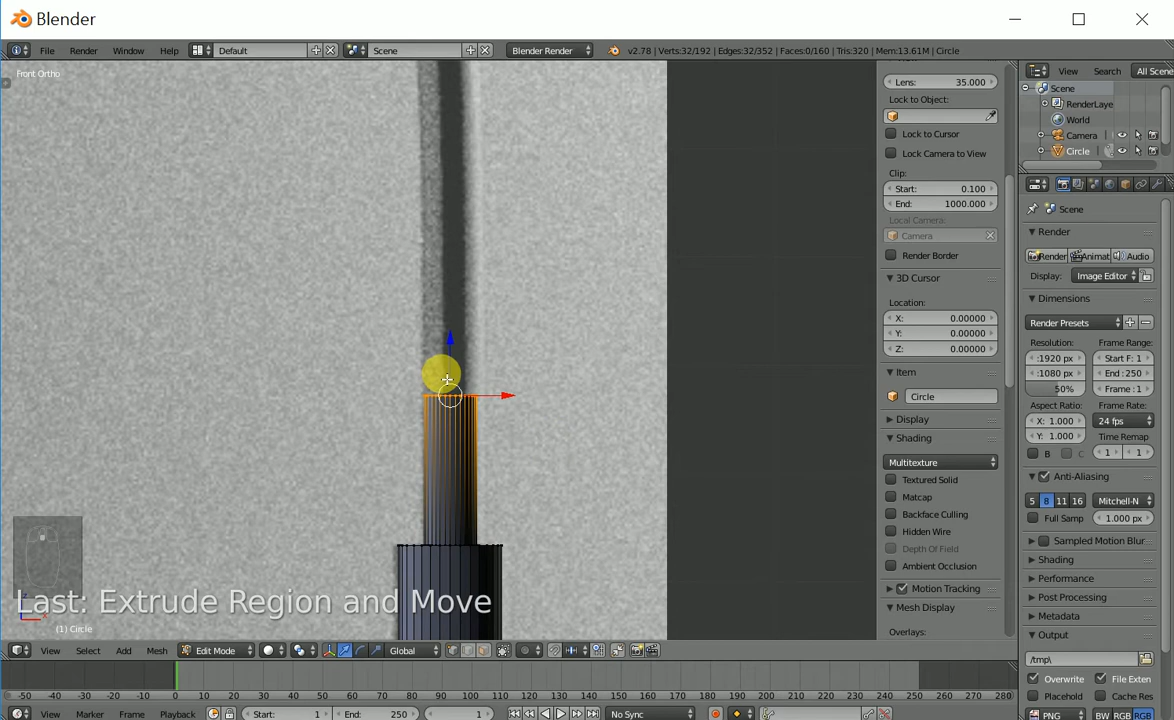 Blender
File Render Window Help Default Scene Blender Render v2.78 | Verts:32/192 | Edges:32/352 | Faces:0/160 | Tris:320 | Mem:13.61M | Circle
Front Ortho
Lens: 35.000
Lock to Object:
Lock to Cursor
Lock Camera to View
Clip:
Start: 0.100
End: 1000.000
Local Camera:
Camera
Render Border
3D Cursor
Location:
X: 0.00000
Y: 0.00000
Z: 0.00000
Item
Circle
Display
Shading
Multitexture
Textured Solid
Matcap
Backface Culling
Hidden Wire
Depth Of Field
Ambient Occlusion
Motion Tracking
Mesh Display
Overlays:
View Search All Scene
Scene
RenderLaye
World
Camera
Circle
Scene
Render
Render Animat Audio
Display: Image Editor
Dimensions
Render Presets
Resolution: Frame Range:
:1920 px Start F: 1
:1080 px End: 250
50% Frame: 1
Aspect Ratio: Frame Rate:
X: 1.000 24 fps
Y: 1.000 Time Remap
B C 1 1
Anti-Aliasing
5 8 11 16 Mitchell-N
Full Samp 1.000 px
Sampled Motion Blur
Shading
Performance
Post Processing
Metadata
Output
/tmp\
Overwrite File Exten
Placehold Cache Res
PNG BW RGB RGB
Last: Extrude Region and Move
(1) Circle
View Select Add Mesh Edit Mode Global
-50 -40 -30 -20 -10 0 10 20 30 40 50 60 70 80 90 100 110 120 130 140 150 160 170 180 190 200 210 220 230 240 250 260 270 280
View Marker Frame Playback Start: 1 End: 250 1 No Sync